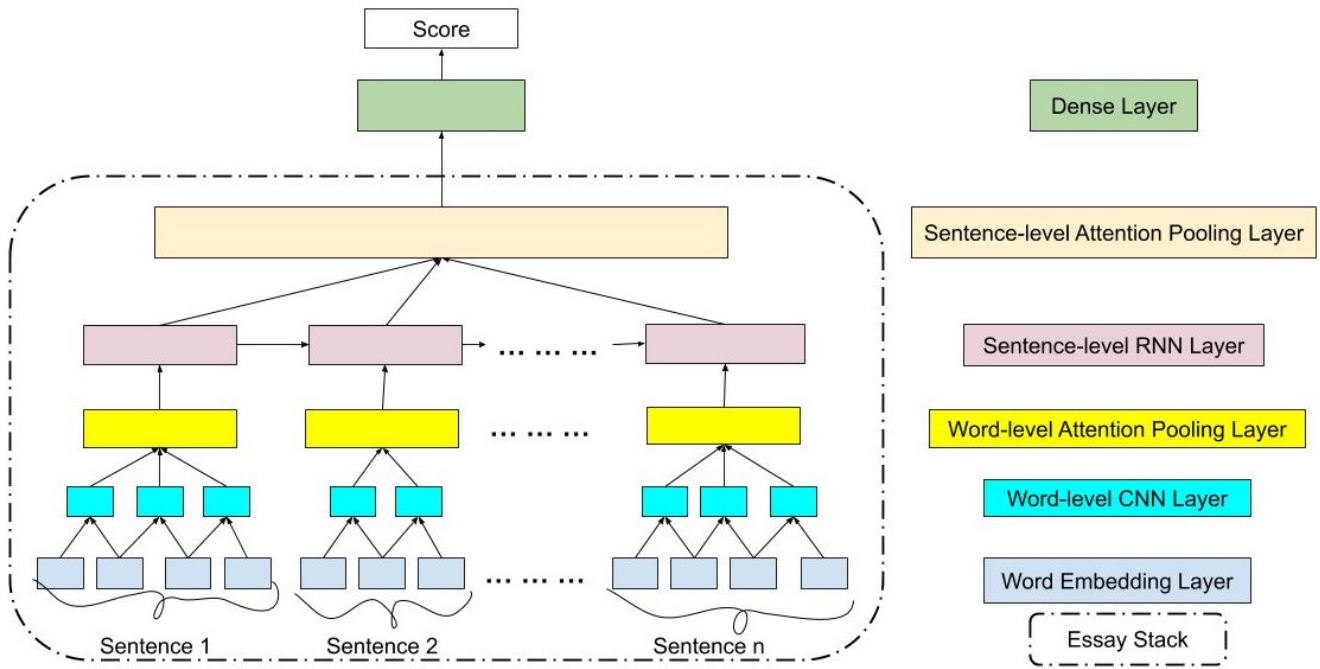 Score
Dense Layer
Sentence-level Attention Pooling Layer
Sentence-level RNN Layer
... ... ...
Word-level Attention Pooling Layer
... ... ...
Word-level CNN Layer
Word Embedding Layer
... ... ...
Sentence 1
Sentence 2
Sentence n
Essay Stack